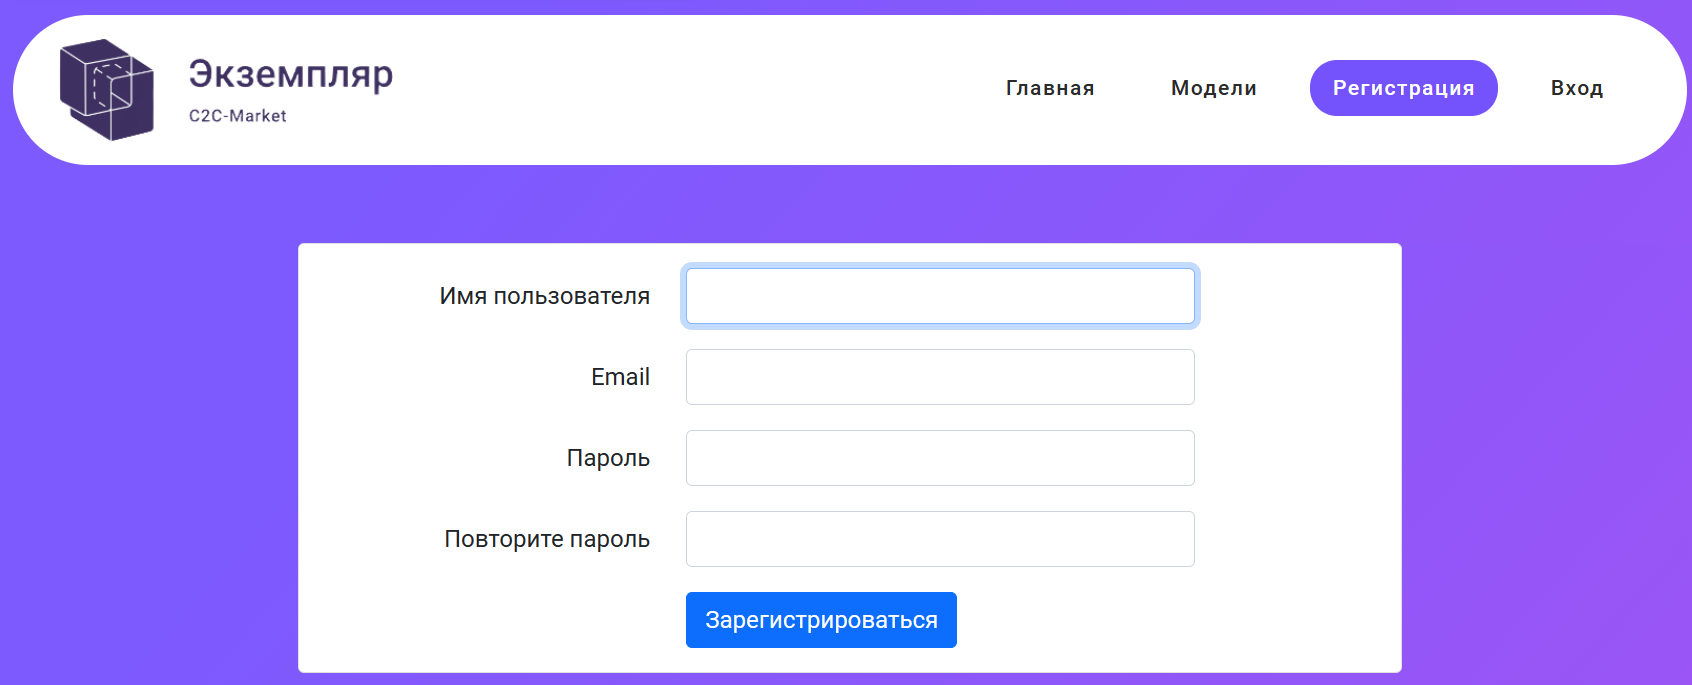 Экземпляр
C2C-Market
Главная Модели Регистрация Вход
Имя пользователя
Email
Пароль
Повторите пароль
Зарегистрироваться